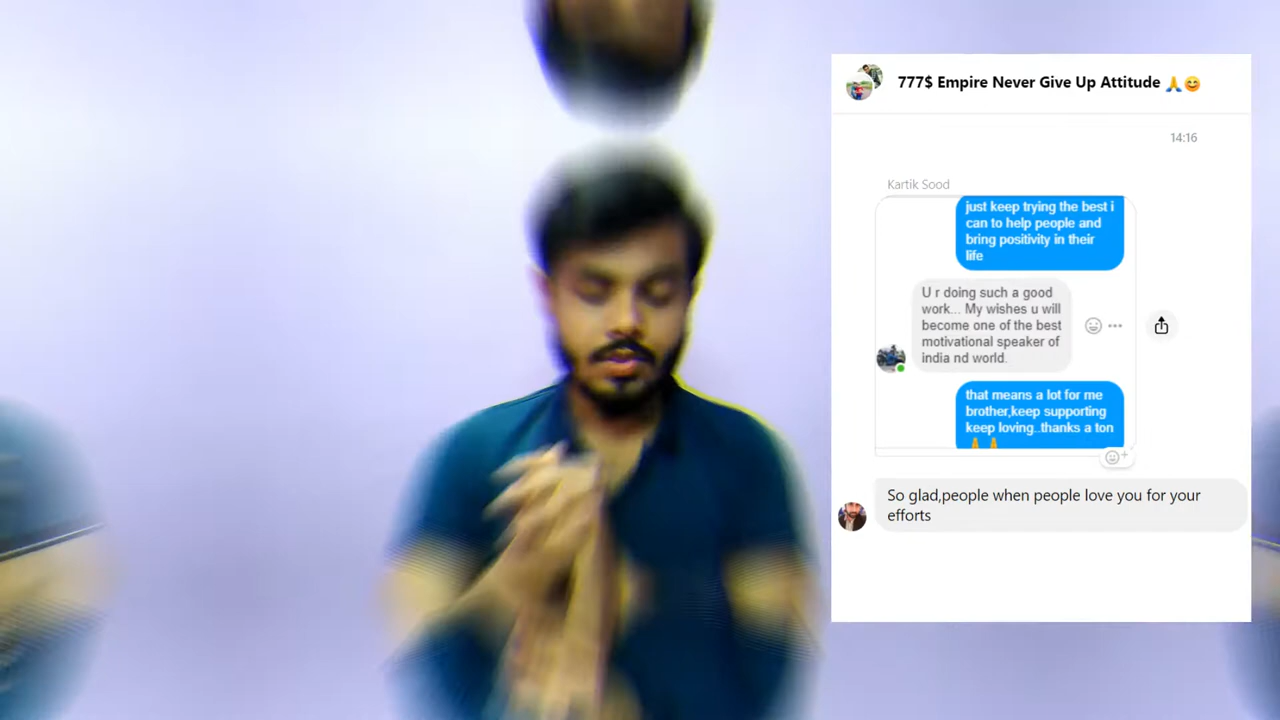 777$ Empire Never Give Up Attitude 🙏😊
14:16
Kartik Sood
just keep trying the best i
can to help people and
bring positivity in their
life
U r doing such a good
work... My wishes u will
become one of the best
motivational speaker of
india nd world.
that means a lot for me
brother,keep supporting
keep loving..thanks a ton
🙏🙏
So glad,people when people love you for your
efforts